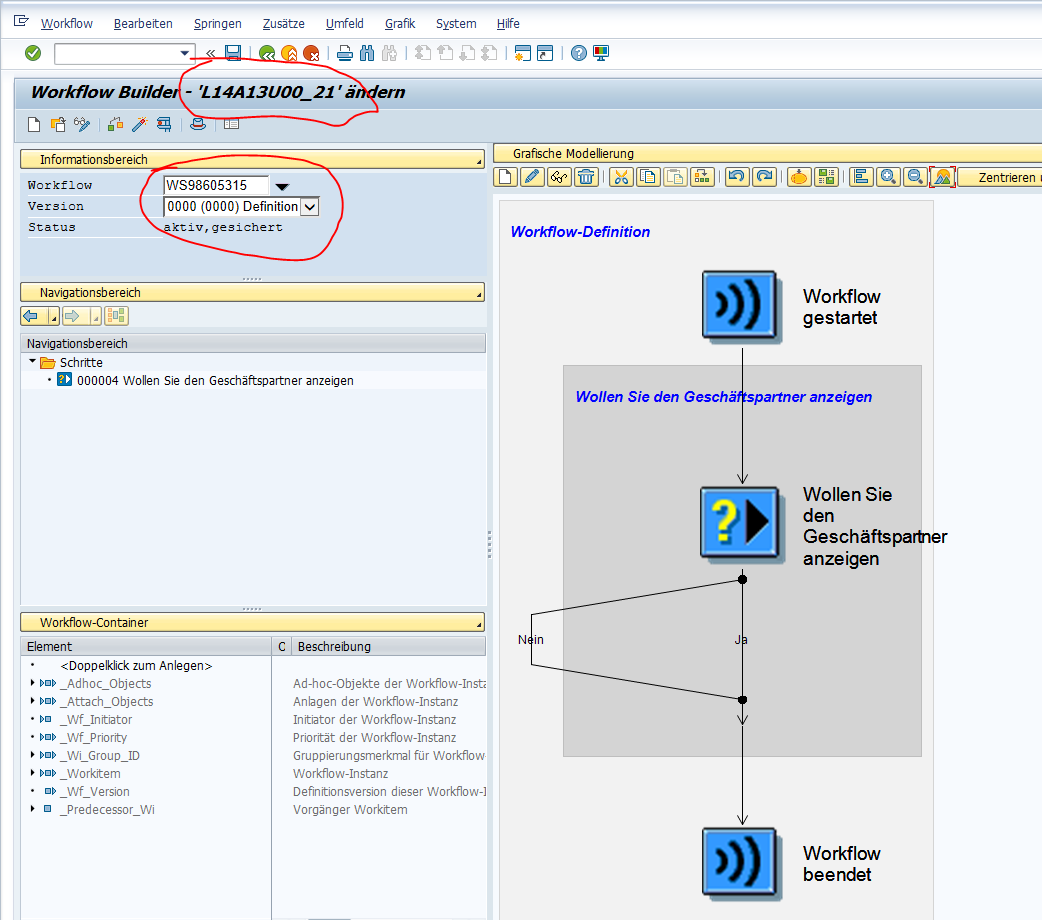 Workflow Bearbeiten Springen Zusätze Umfeld Grafik System Hilfe
Workflow Builder - 'L14A13U00_21' ändern
Informationsbereich
Workflow WS98605315
Version 0000 (0000) Definition
Status aktiv,gesichert
Navigationsbereich
Navigationsbereich
Schritte
000004 Wollen Sie den Geschäftspartner anzeigen
Workflow-Container
Element C Beschreibung
<Doppelklick zum Anlegen>
_Adhoc_Objects Ad-hoc-Objekte der Workflow-Insta
_Attach_Objects Anlagen der Workflow-Instanz
_Wf_Initiator Initiator der Workflow-Instanz
_Wf_Priority Priorität der Workflow-Instanz
_Wi_Group_ID Gruppierungsmerkmal für Workflow-
_Workitem Workflow-Instanz
_Wf_Version Definitionsversion dieser Workflow-I
_Predecessor_Wi Vorgänger Workitem
Grafische Modellierung
Zentrieren u
Workflow-Definition
Workflow
gestartet
Wollen Sie den Geschäftspartner anzeigen
Wollen Sie
den
Geschäftspartner
anzeigen
Nein
Ja
Workflow
beendet